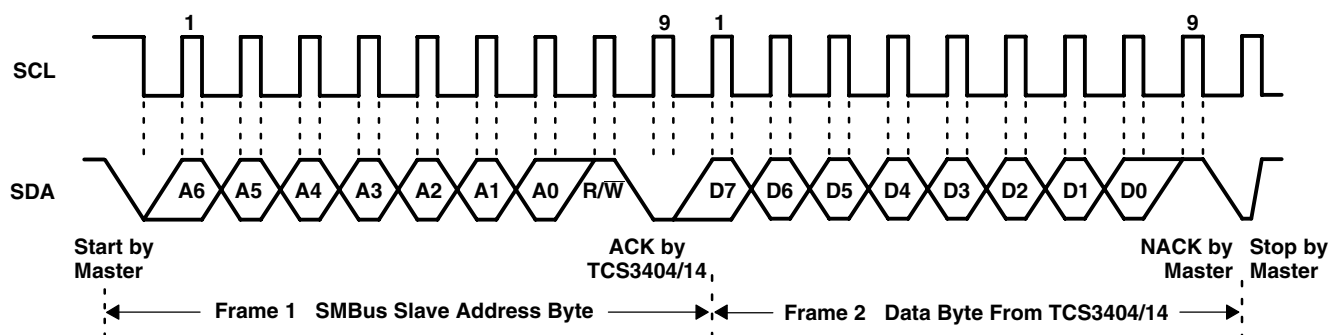 1 9 1 9
SCL
SDA
A6 A5 A4 A3 A2 A1 A0 R/W D7 D6 D5 D4 D3 D2 D1 D0
Start by
Master
ACK by
TCS3404/14
NACK by
Master
Stop by
Master
Frame 1 SMBus Slave Address Byte
Frame 2 Data Byte From TCS3404/14